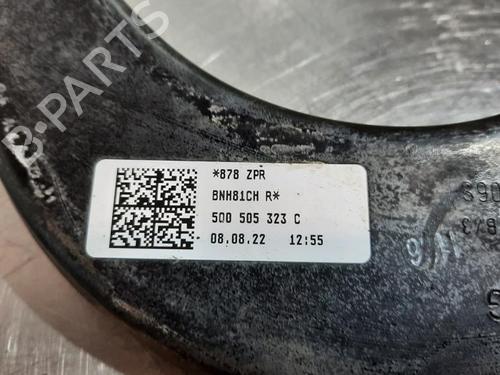 *878 ZPR
BNH81CH R*
5Q0 505 323 C
08.08.22 12:55
B-PARTS